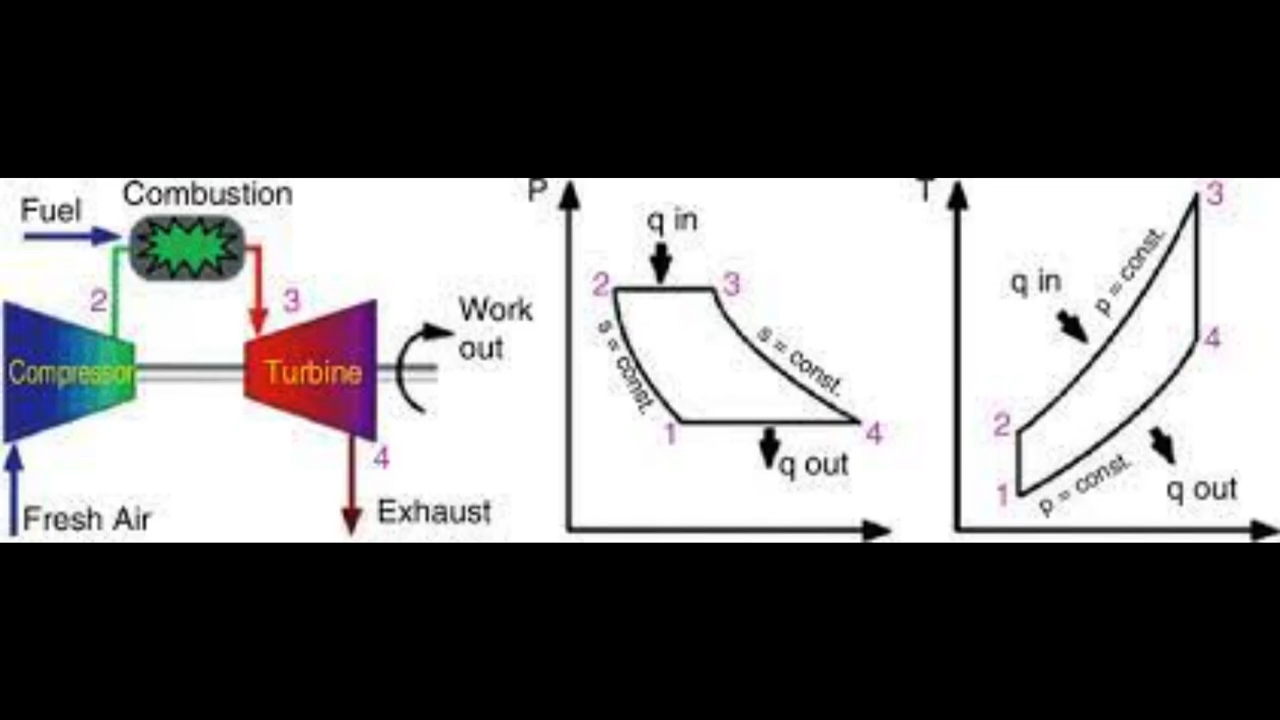 Combustion
Fuel
2
3
Compressor
Turbine
Work
out
4
Fresh Air
Exhaust
P
q in
2
3
s = const.
s = const.
1
4
q out
T
3
q in
p = const.
4
2
1
p = const.
q out